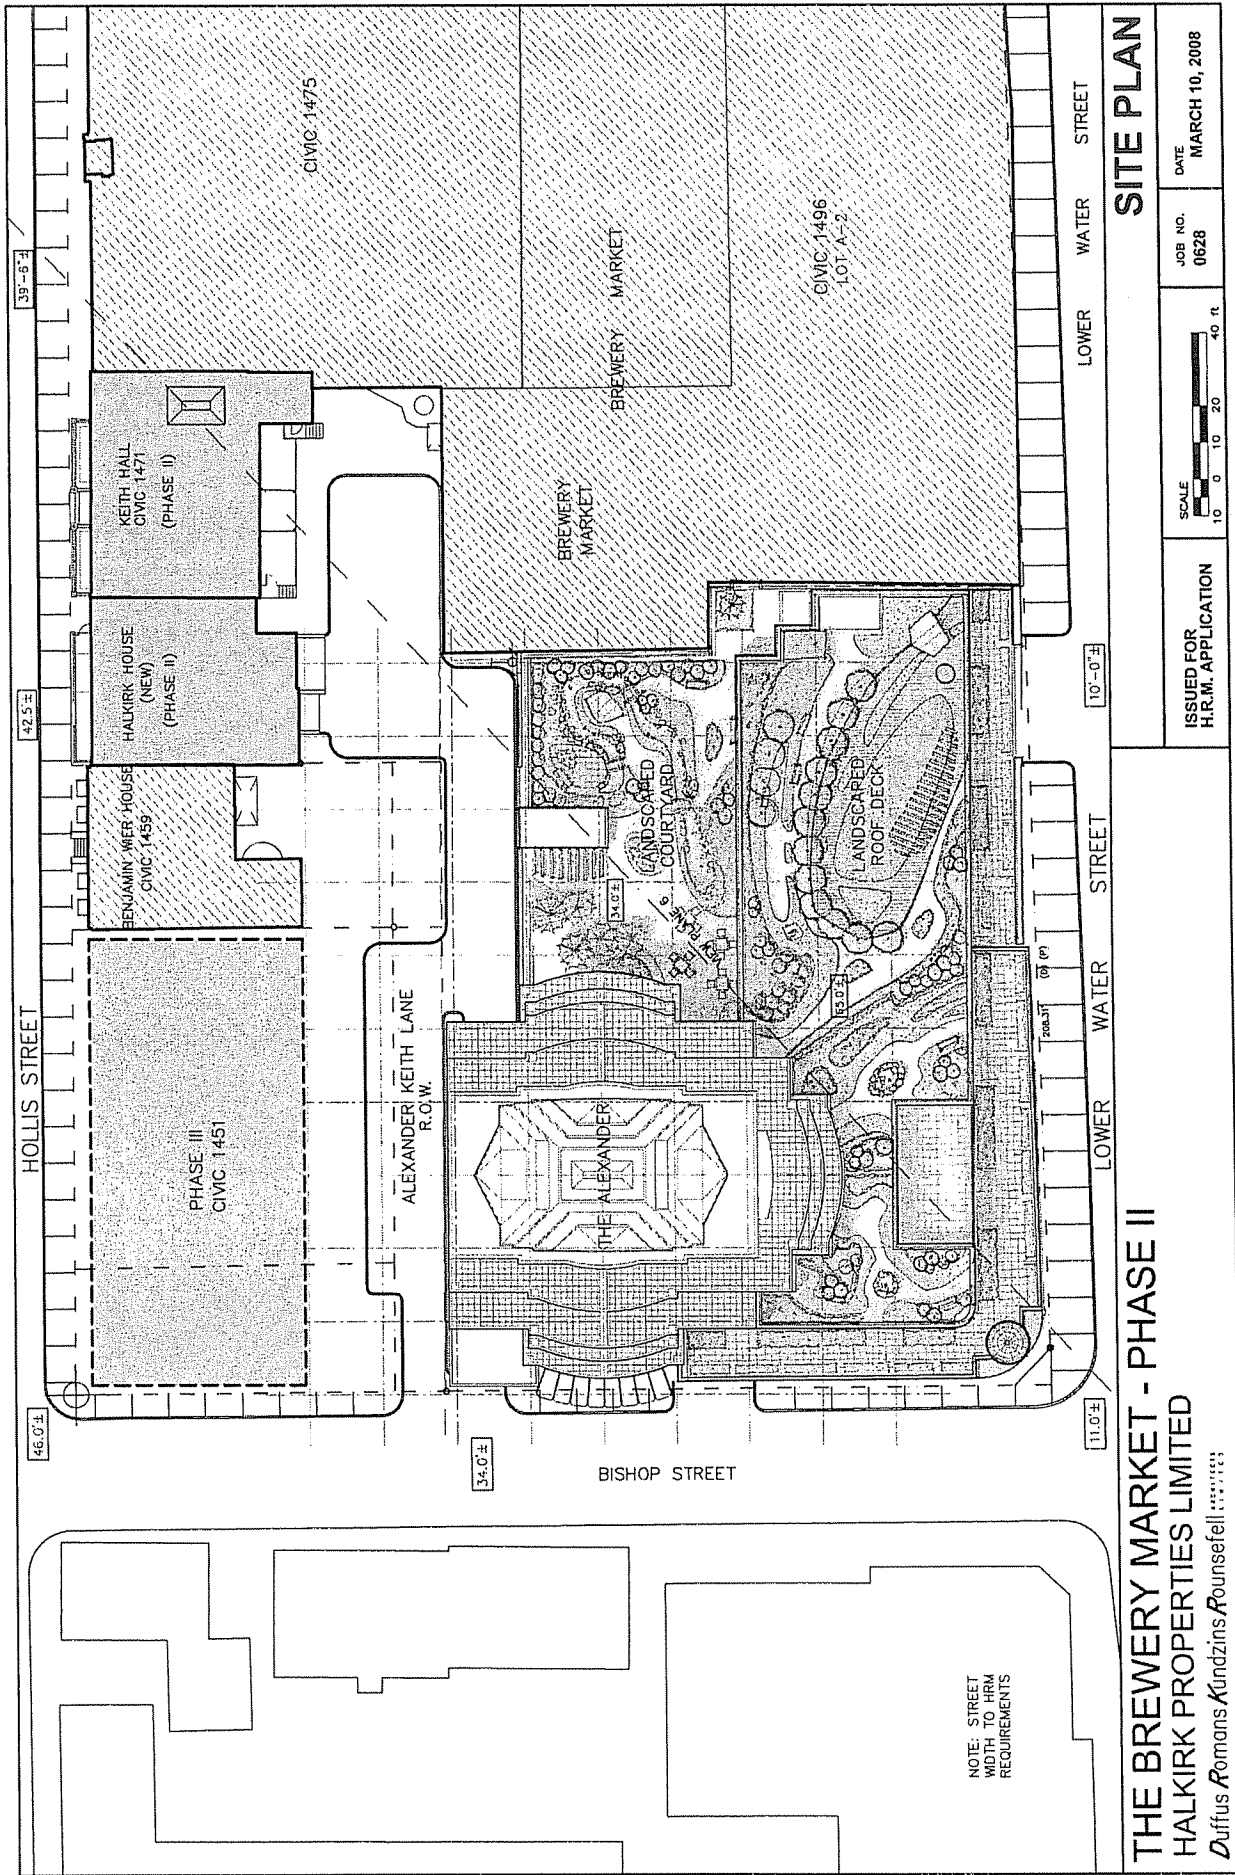 HOLLIS STREET
46.0'±
42.5±
39'-6"±
PHASE III
CIVIC 1451
BENJAMIN WIER HOUSE
CIVIC 1459
HALKIRK HOUSE
(NEW)
(PHASE II)
KEITH HALL
CIVIC 1471
(PHASE II)
CIVIC 1475
ALEXANDER KEITH LANE
R.O.W.
BREWERY
MARKET
BREWERY MARKET
CIVIC 1496
LOT A-2
THE ALEXANDER
LANDSCAPED
COURTYARD
34.0'±
VIEW PLANE 6
LANDSCAPED
ROOF DECK
34.0'±
BISHOP STREET
11.0'±
10'-0"±
208.31'
(D) (P)
LOWER WATER STREET
LOWER WATER STREET
NOTE: STREET
WIDTH TO HRM
REQUIREMENTS
THE BREWERY MARKET - PHASE II
HALKIRK PROPERTIES LIMITED
Duffus Romans Kundzins Rounsefell
SITE PLAN
ISSUED FOR
H.R.M. APPLICATION
SCALE
10 0 10 20 40 ft
JOB NO.
0628
DATE
MARCH 10, 2008